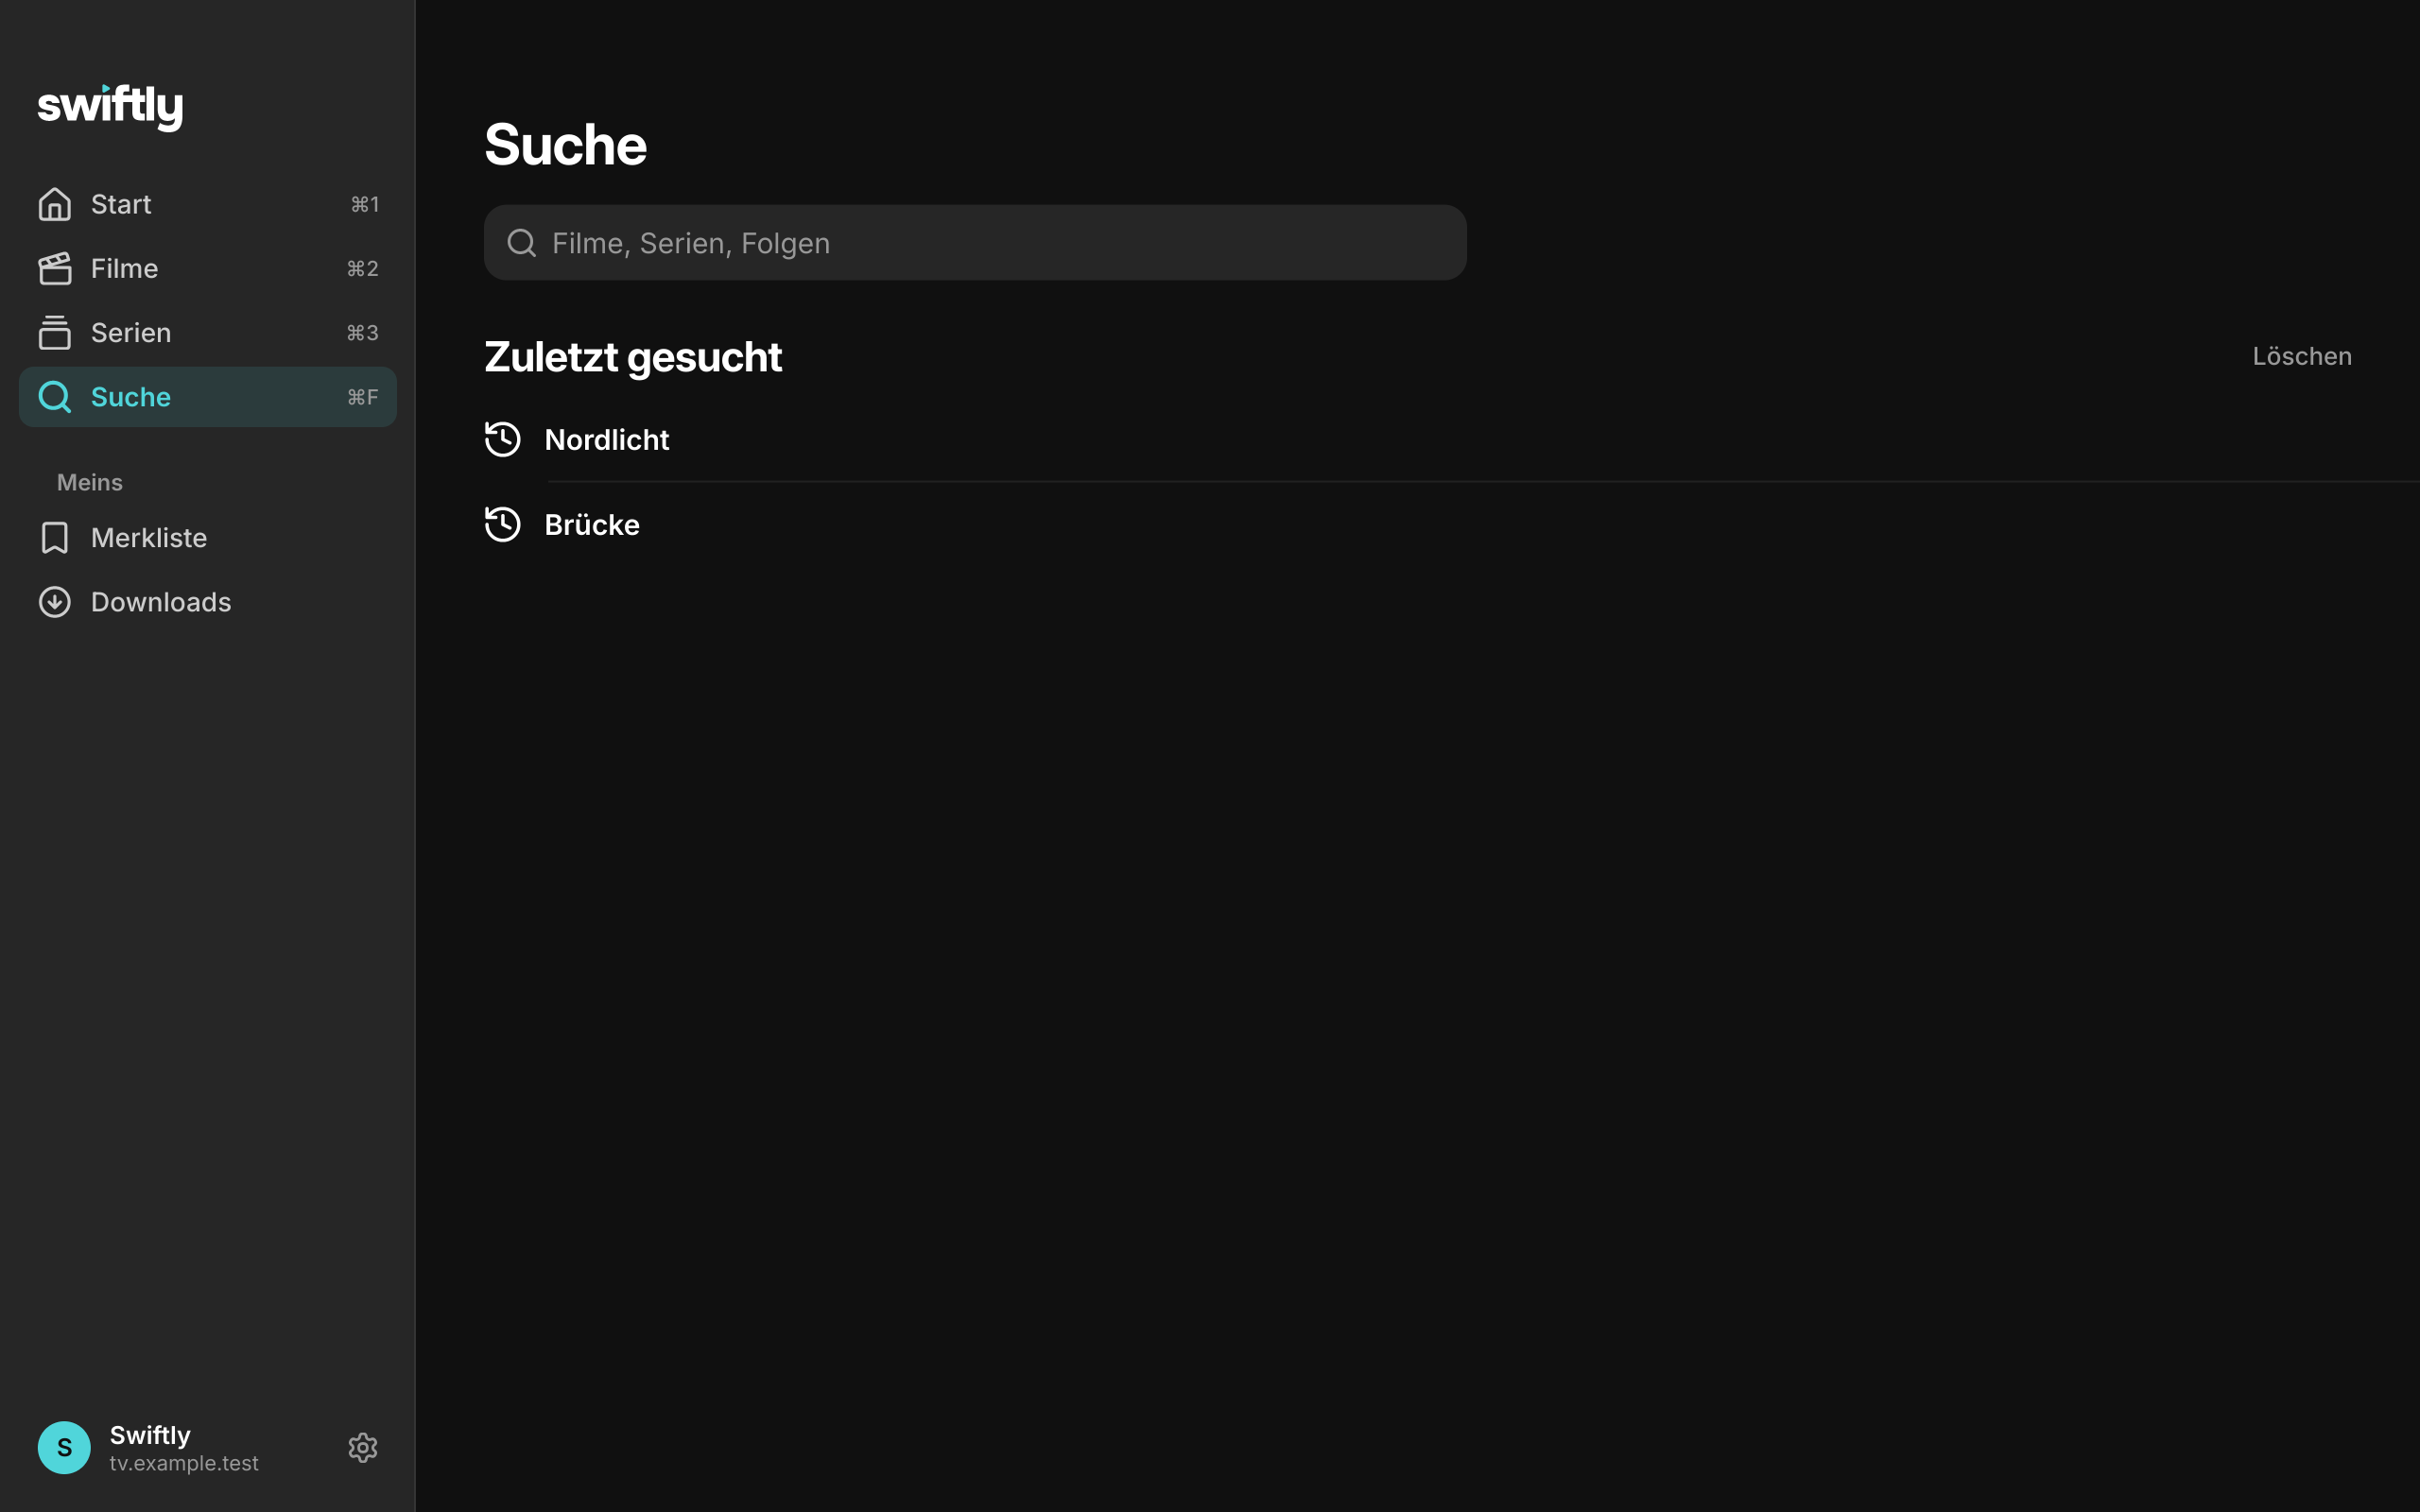 swiftly
Start ⌘1
Filme ⌘2
Serien ⌘3
Suche ⌘F
Meins
Merkliste
Downloads
Swiftly
S
tv.example.test
Suche
Filme, Serien, Folgen
Zuletzt gesucht
Löschen
Nordlicht
Brücke